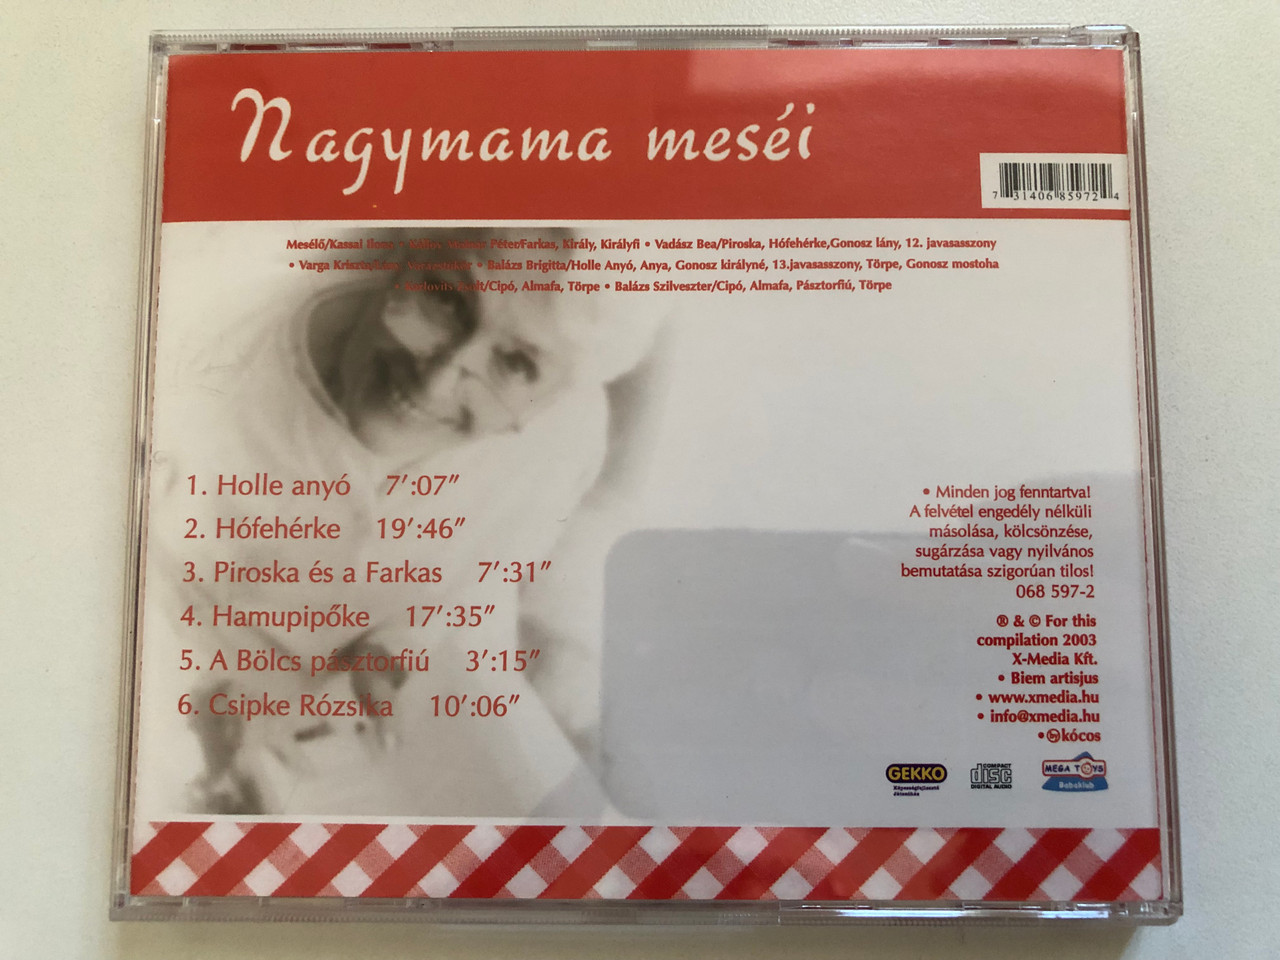 Nagymama meséi
7 31406 85972 4
Mesélő/Kassai Ilona • Péter/Farkas, Király, Királyfi • Vadász Bea/Piroska, Hófehérke,Gonosz lány, 12. javasasszony
• Varga • Balázs Brigitta/Holle Anyó, Anya, Gonosz királyné, 13.javasasszony, Törpe, Gonosz mostoha
• Zsolt/Cipó, Almafa, Törpe • Balázs Szilveszter/Cipó, Almafa, Pásztorfiú, Törpe
1. Holle anyó 7’:07”
2. Hófehérke 19’:46”
3. Piroska és a Farkas 7’:31”
4. Hamupipőke 17’:35”
5. A Bölcs pásztorfiú 3’:15”
6. Csipke Rózsika 10’:06”
• Minden jog fenntartva!
A felvétel engedély nélküli
másolása, kölcsönzése,
sugárzása vagy nyilvános
bemutatása szigorúan tilos!
068 597-2
® & © For this
compilation 2003
X-Media Kft.
• Biem artisjus
• www.xmedia.hu
• info@xmedia.hu
• by kócos
GEKKO
Képességfejlesztő
Játékok
COMPACT
disc
DIGITAL AUDIO
MEGA TOYS
Babaklub